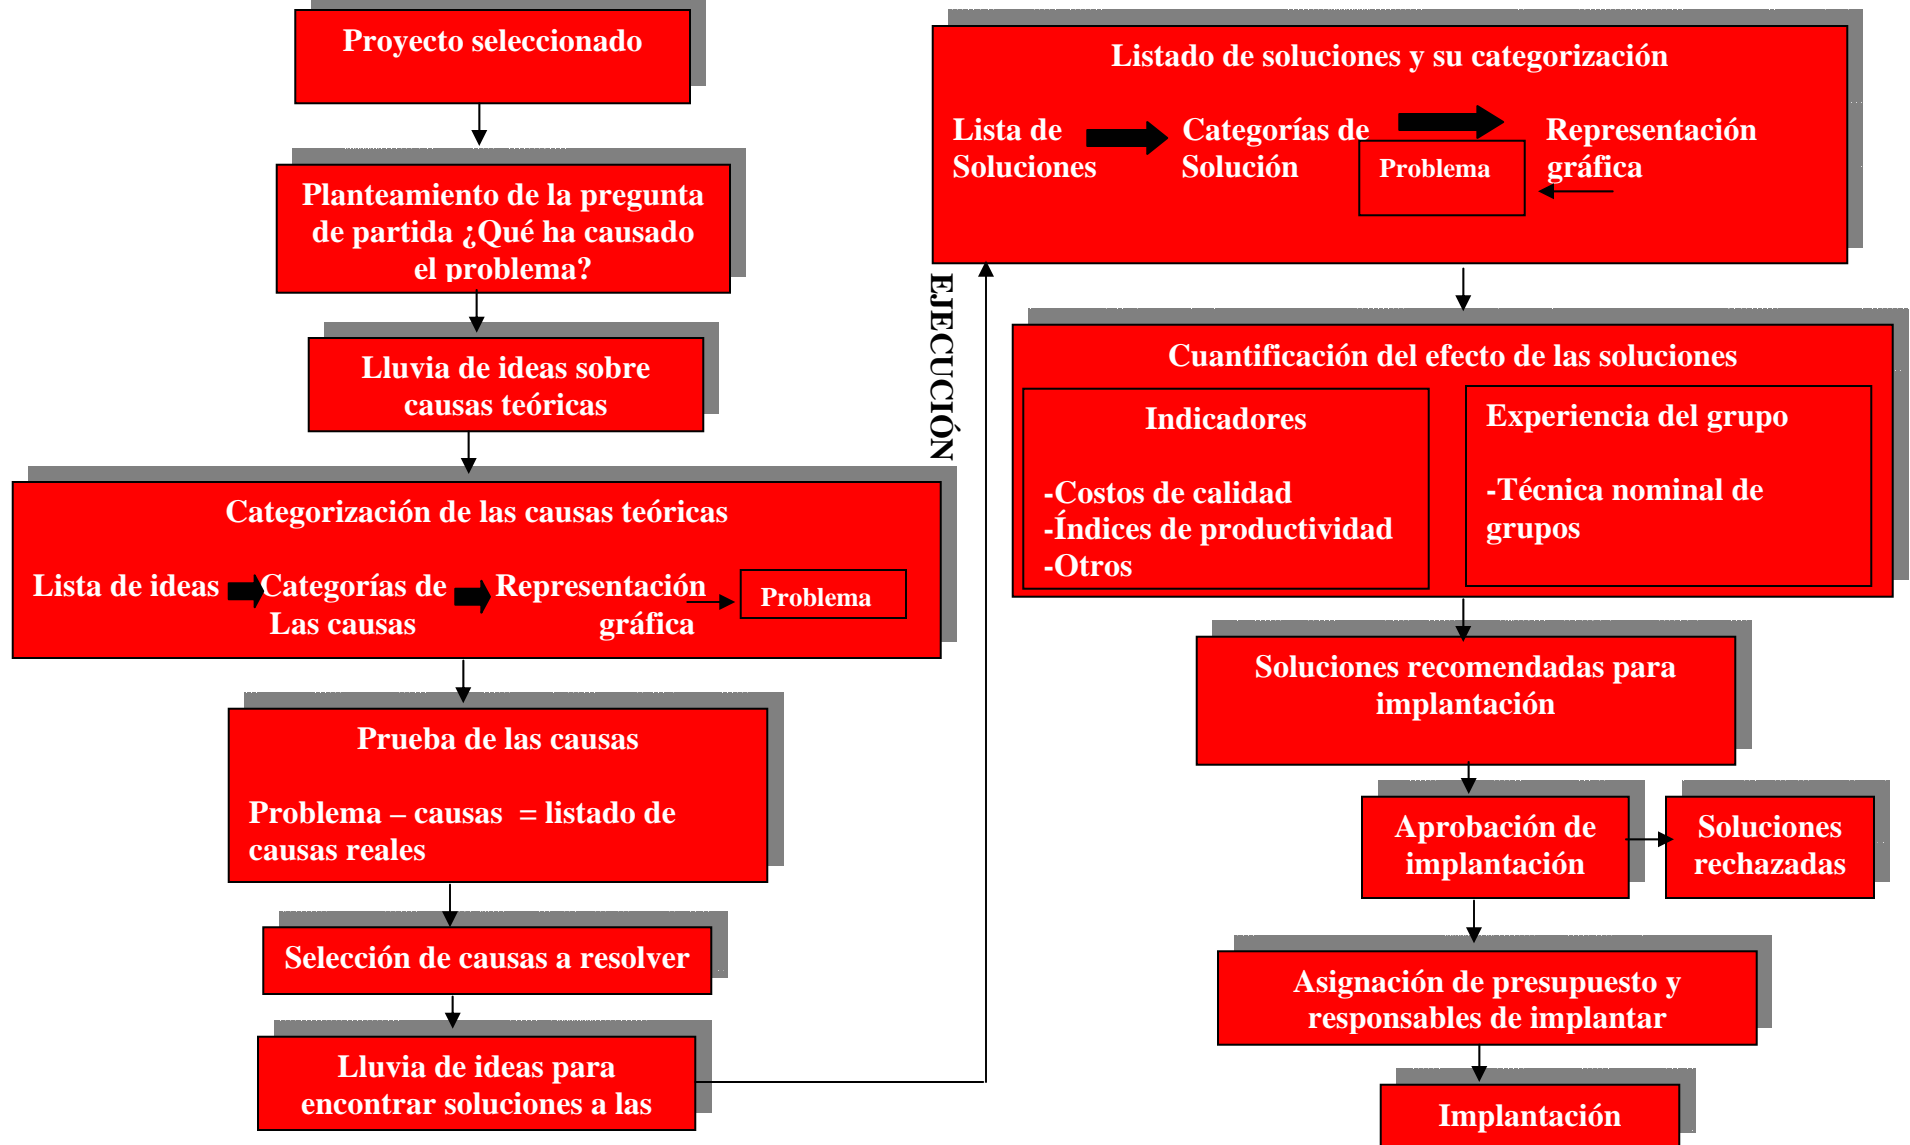 Proyecto seleccionado
Planteamiento de la pregunta
de partida ¿Qué ha causado
el problema?
Lluvia de ideas sobre
causas teóricas
Categorización de las causas teóricas
Lista de ideas
Categorías de
Las causas
Representación
gráfica
Problema
Prueba de las causas
Problema – causas = listado de
causas reales
Selección de causas a resolver
Lluvia de ideas para
encontrar soluciones a las
EJECUCIÓN
Listado de soluciones y su categorización
Lista de
Soluciones
Categorías de
Solución
Problema
Representación
gráfica
Cuantificación del efecto de las soluciones
Indicadores
-Costos de calidad
-Índices de productividad
-Otros
Experiencia del grupo
-Técnica nominal de
grupos
Soluciones recomendadas para
implantación
Aprobación de
implantación
Soluciones
rechazadas
Asignación de presupuesto y
responsables de implantar
Implantación